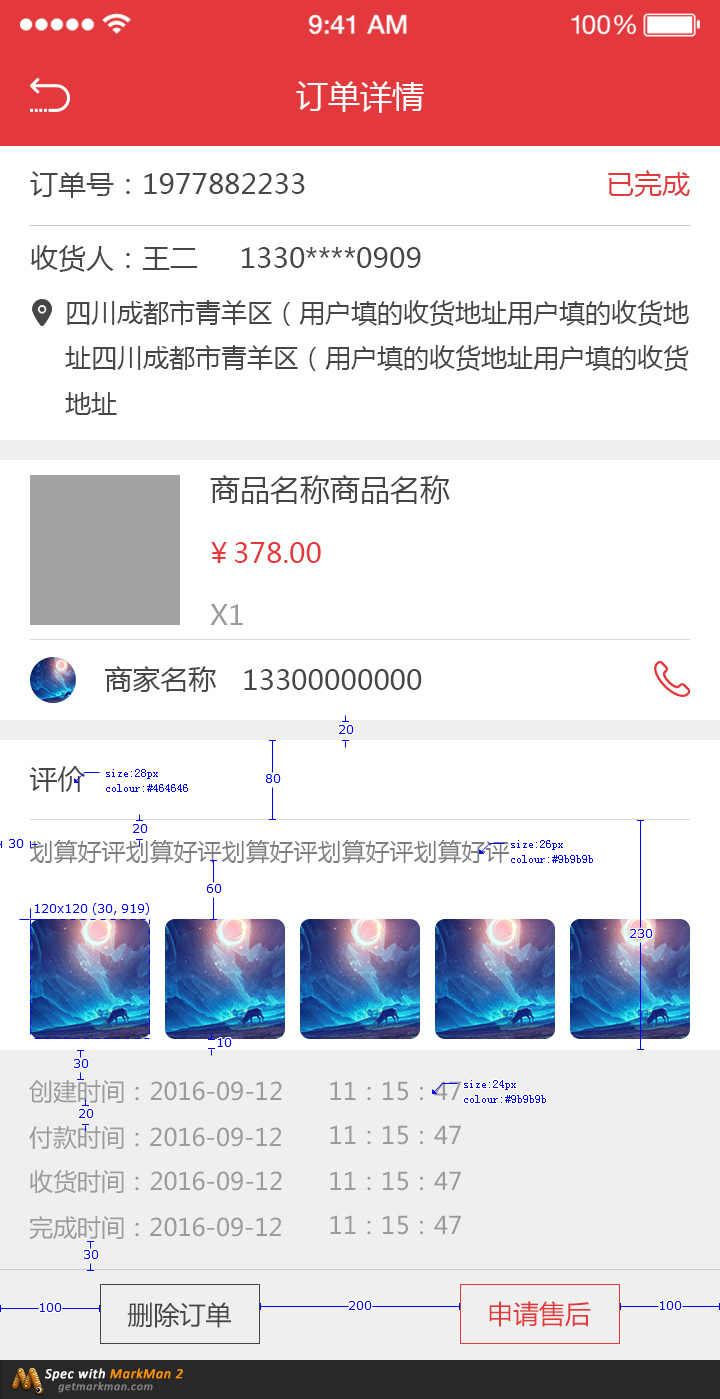 9:41 AM 100%
订单详情
订单号：1977882233 已完成
收货人：王二 1330****0909
四川成都市青羊区（用户填的收货地址用户填的收货地
址四川成都市青羊区（用户填的收货地址用户填的收货
地址
商品名称商品名称
￥378.00
X1
商家名称 13300000000
20
评价
size:28px
colour:#464646
80
20
30
划算好评划算好评划算好评划算好评划算好评
size:26px
colour:#9b9b9b
60
120x120 (30, 919)
230
10
30
创建时间：2016-09-12 11：15：47
size:24px
colour:#9b9b9b
20
付款时间：2016-09-12 11：15：47
收货时间：2016-09-12 11：15：47
完成时间：2016-09-12 11：15：47
30
100 删除订单 200 申请售后 100
Spec with MarkMan 2
getmarkman.com